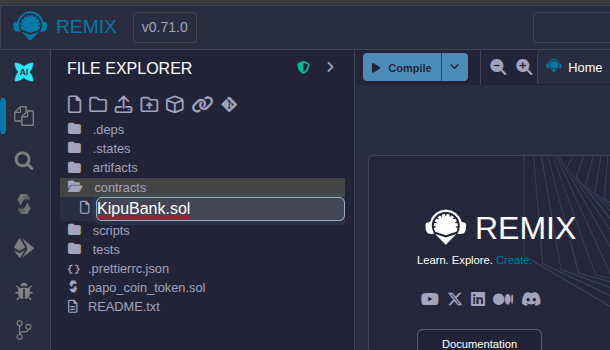 REMIX
v0.71.0
AI
FILE EXPLORER
Compile
Home
.deps
.states
artifacts
contracts
KipuBank.sol
scripts
tests
.prettierrc.json
papo_coin_token.sol
README.txt
REMIX
Learn. Explore. Create.
Documentation